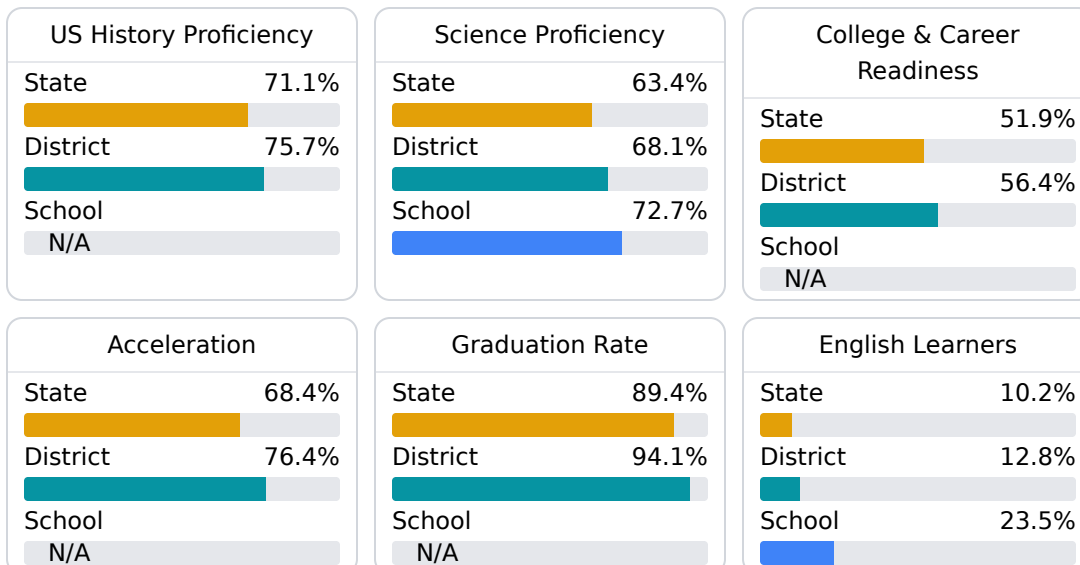 US History Proficiency
State 71.1%
District 75.7%
School
N/A
Science Proficiency
State 63.4%
District 68.1%
School 72.7%
College & Career
Readiness
State 51.9%
District 56.4%
School
N/A
Acceleration
State 68.4%
District 76.4%
School
N/A
Graduation Rate
State 89.4%
District 94.1%
School
N/A
English Learners
State 10.2%
District 12.8%
School 23.5%